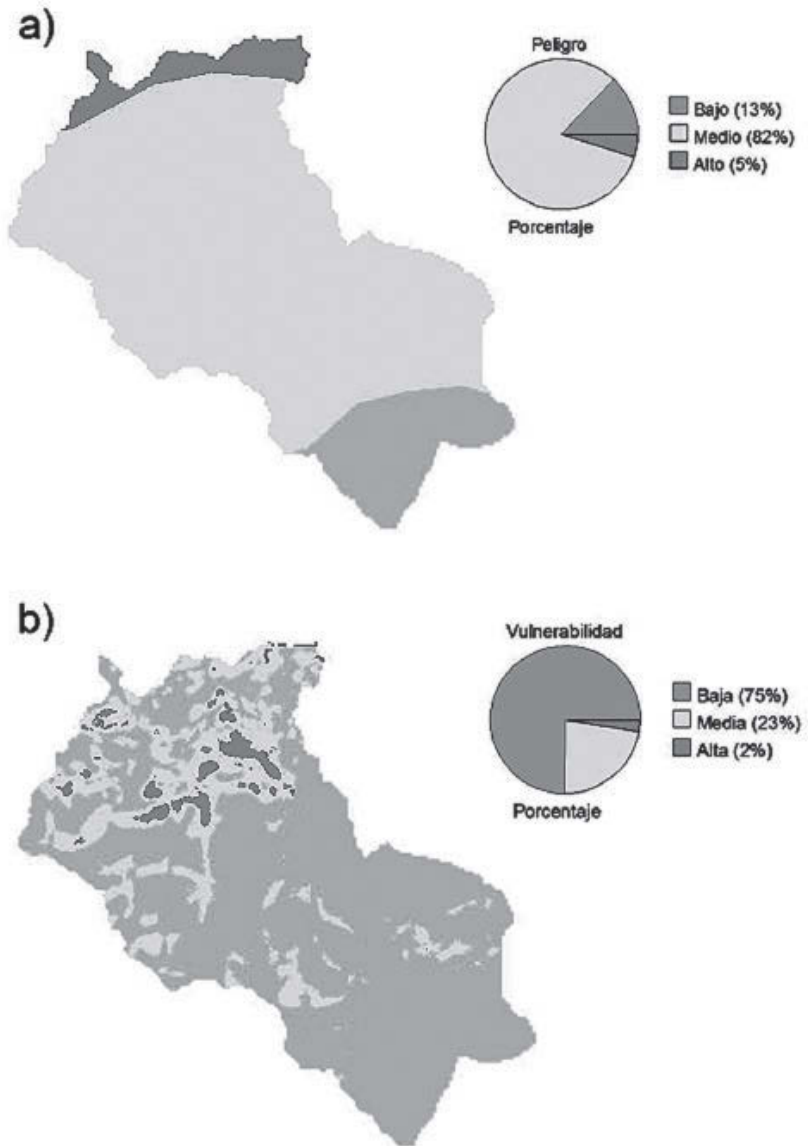 a)
Peligro
Bajo (13%)
Medio (82%)
Alto (5%)
Porcentaje
b)
Vulnerabilidad
Baja (75%)
Media (23%)
Alta (2%)
Porcentaje